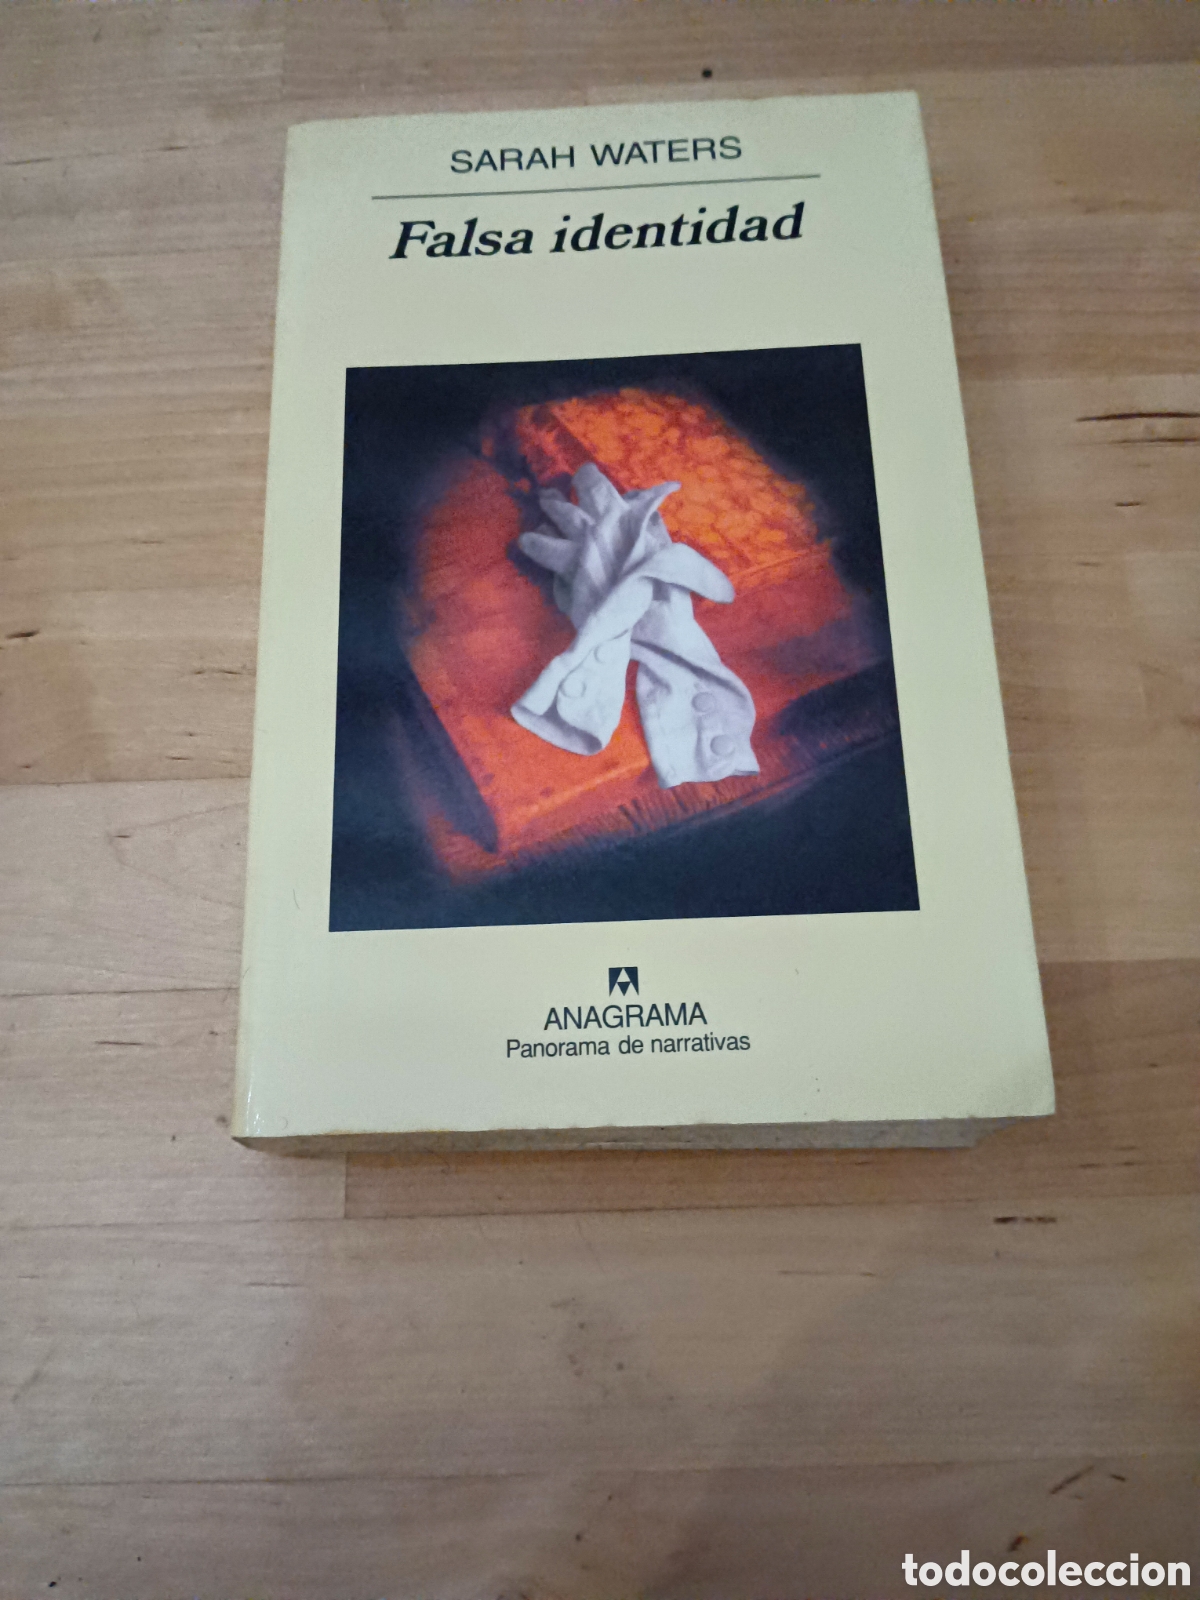 SARAH WATERS
Falsa identidad
ANAGRAMA
Panorama de narrativas
todocoleccion